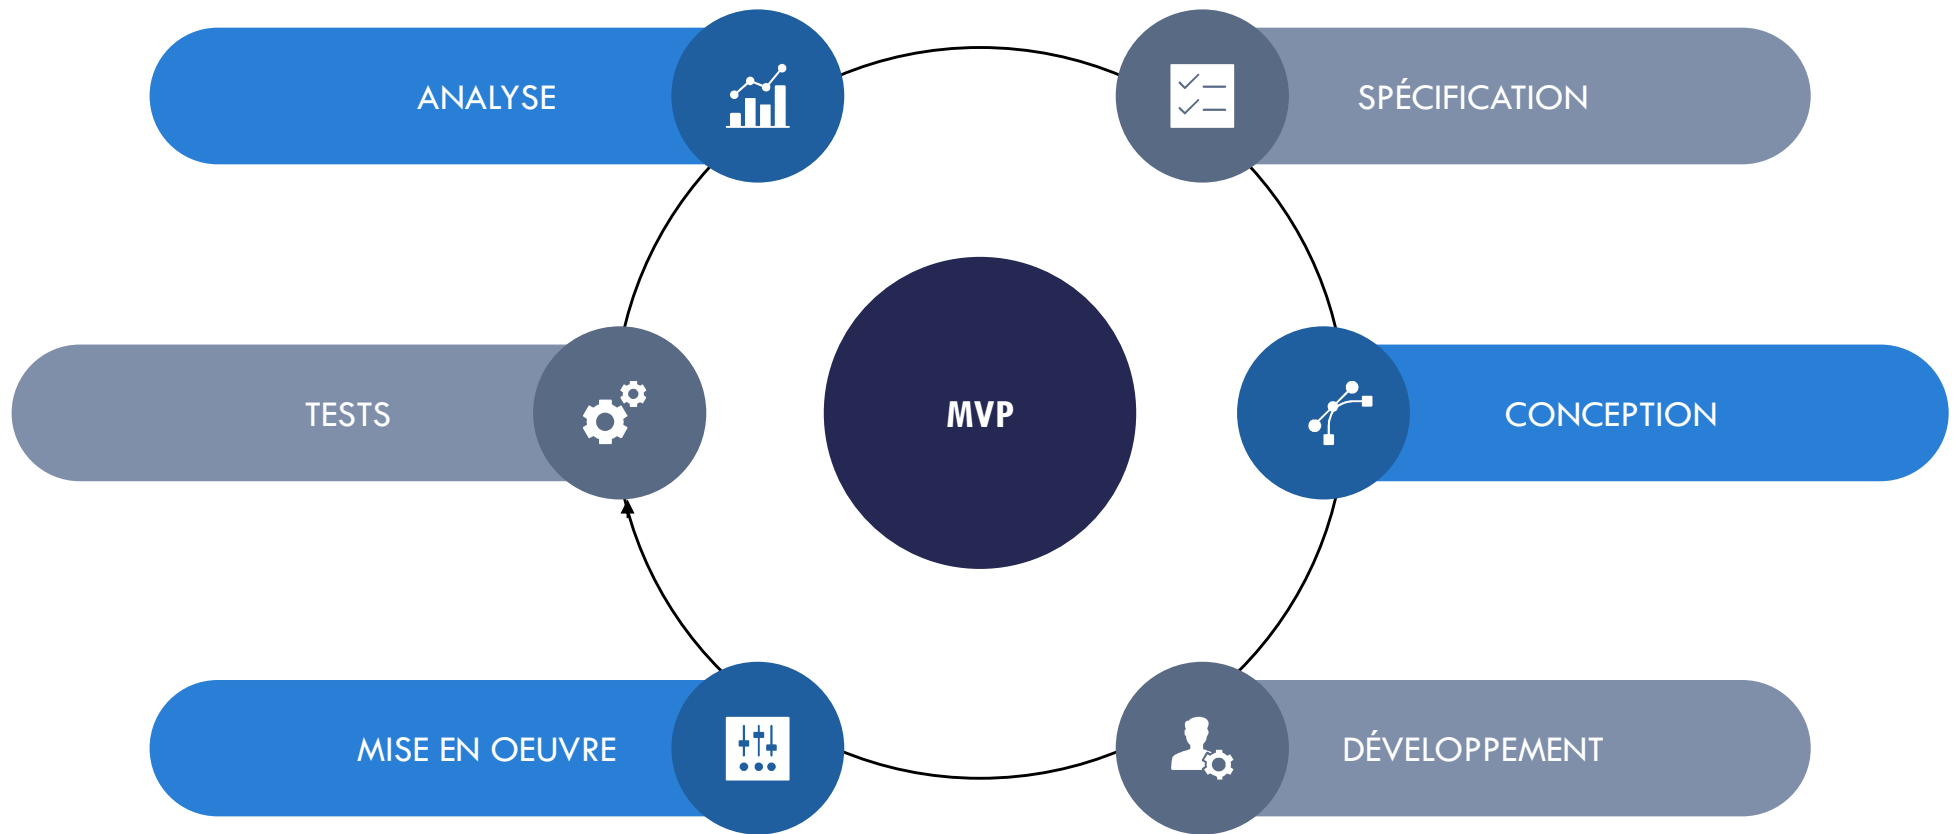 ANALYSE
SPÉCIFICATION
TESTS
MVP
CONCEPTION
MISE EN OEUVRE
DÉVELOPPEMENT